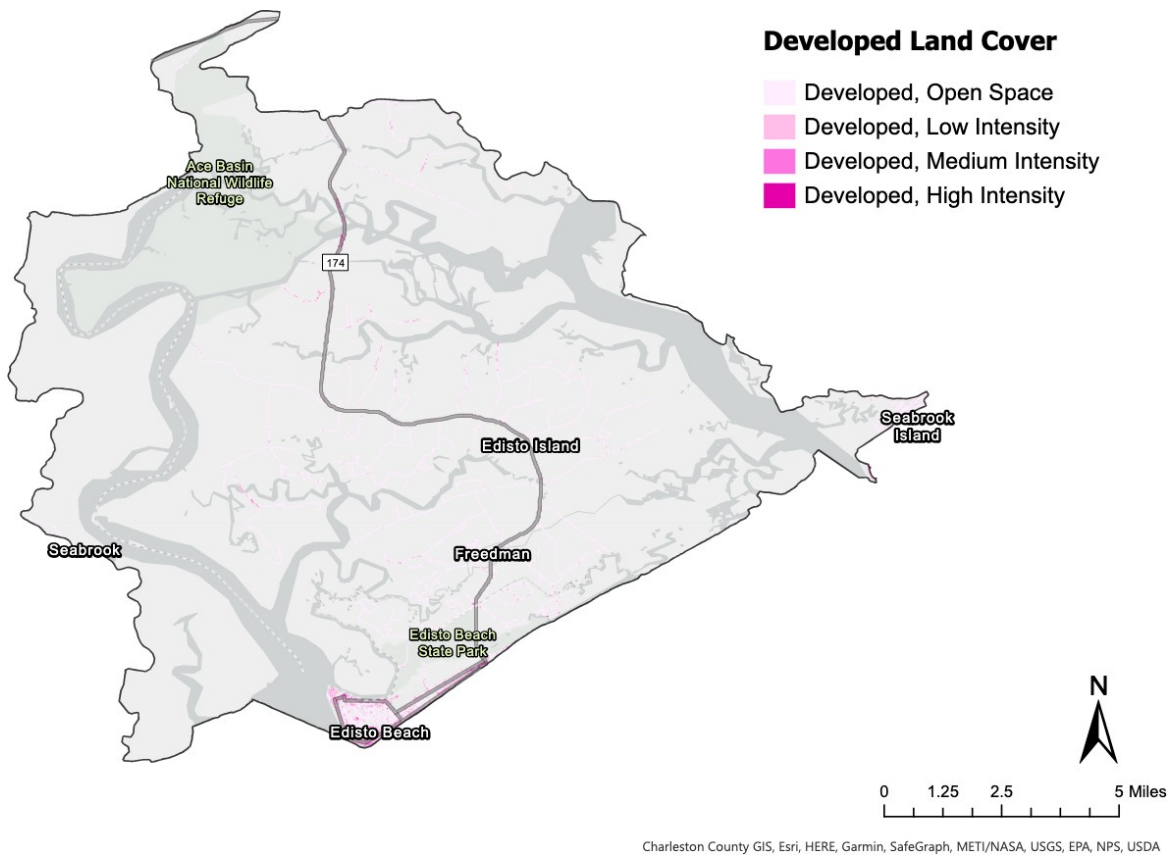 Developed Land Cover
Developed, Open Space
Developed, Low Intensity
Developed, Medium Intensity
Developed, High Intensity
Ace Basin
National Wildlife
Refuge
174
Seabrook
Island
Edisto Island
Seabrook
Freedman
Edisto Beach
State Park
Edisto Beach
N
0 1.25 2.5 5 Miles
Charleston County GIS, Esri, HERE, Garmin, SafeGraph, METI/NASA, USGS, EPA, NPS, USDA